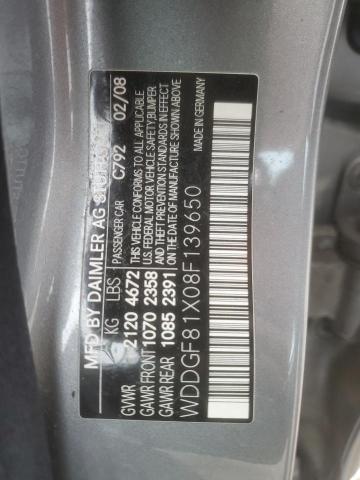 MFD BY DAIMLER AG
KG LBS
GVWR 2120 4672
GAWR FRONT 1070 2358
GAWR REAR 1085 2391
PASSENGER CAR C792 02/08
THIS VEHICLE CONFORMS TO ALL APPLICABLE
U.S. FEDERAL MOTOR VEHICLE SAFETY, BUMPER
AND THEFT PREVENTION STANDARDS IN EFFECT
ON THE DATE OF MANUFACTURE SHOWN ABOVE
WDDGF81X08F139650
MADE IN GERMANY